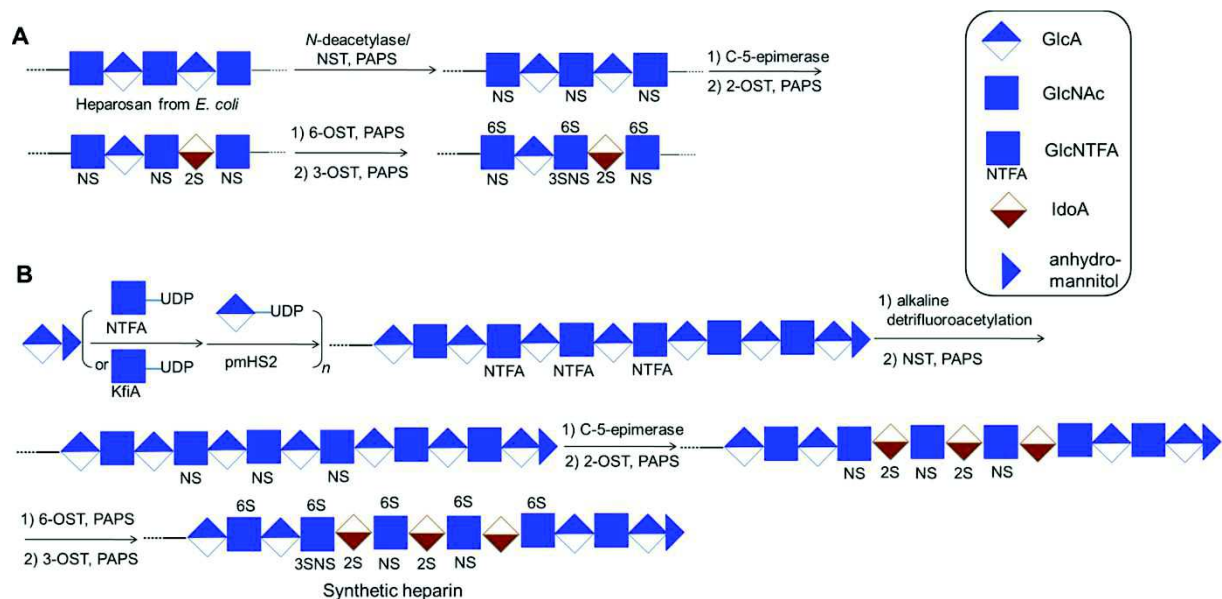 A
N-deacetylase/
NST, PAPS
1) C-5-epimerase
2) 2-OST, PAPS
NS NS NS
Heparosan from E. coli
1) 6-OST, PAPS
2) 3-OST, PAPS
6S 6S 6S
NS NS 2S NS
NS 3SNS 2S NS
GlcA
GlcNAc
GlcNTFA
NTFA
IdoA
anhydro-
mannitol
B
UDP
NTFA
or
UDP
KfiA
UDP
pmHS2
n
NTFA NTFA NTFA
1) alkaline
detrifluoroacetylation
2) NST, PAPS
NS NS NS
1) C-5-epimerase
2) 2-OST, PAPS
NS 2S NS 2S NS
1) 6-OST, PAPS
2) 3-OST, PAPS
6S 6S 6S 6S 6S
3SNS 2S NS 2S NS
Synthetic heparin